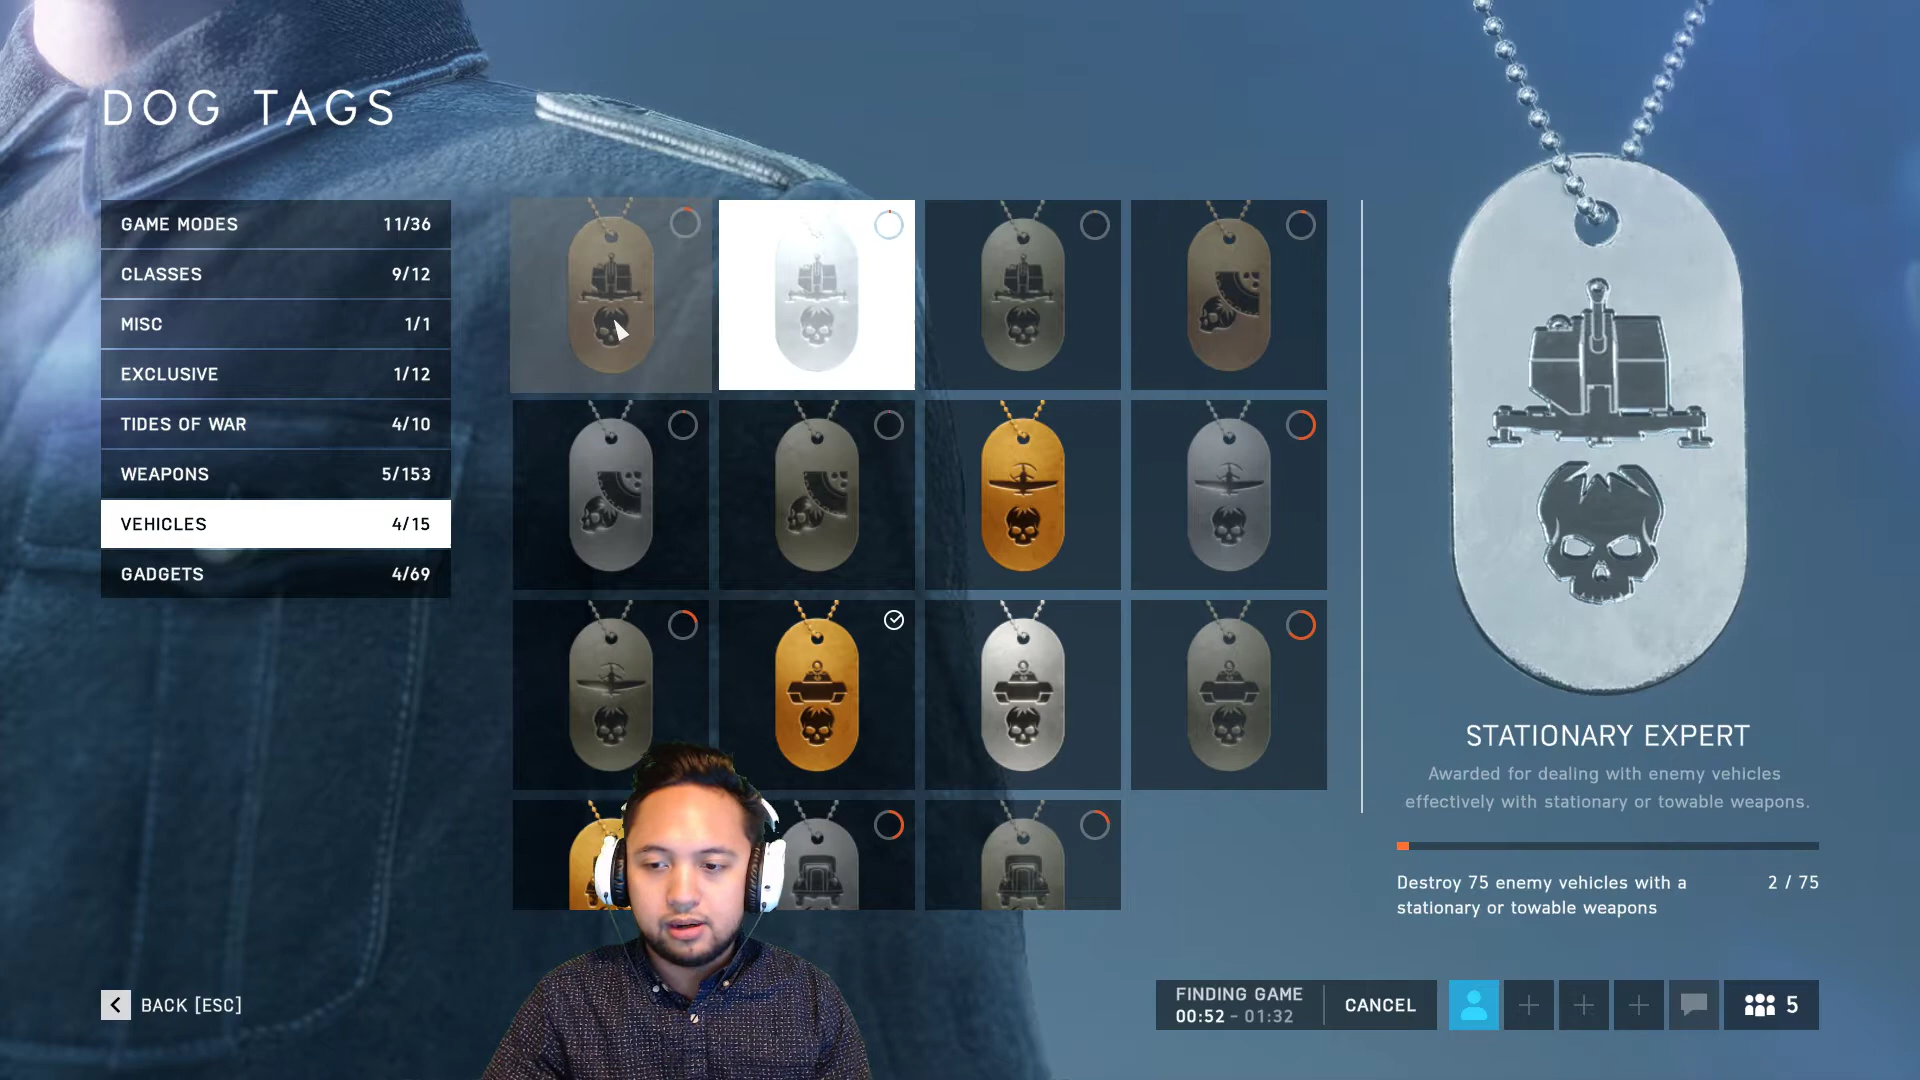 DOG TAGS
GAME MODES 11/36
CLASSES 9/12
MISC 1/1
EXCLUSIVE 1/12
TIDES OF WAR 4/10
WEAPONS 5/153
VEHICLES 4/15
GADGETS 4/69
STATIONARY EXPERT
Awarded for dealing with enemy vehicles
effectively with stationary or towable weapons.
Destroy 75 enemy vehicles with a 2 / 75
stationary or towable weapons
BACK [ESC]
FINDING GAME
00:52 - 01:32
CANCEL
5